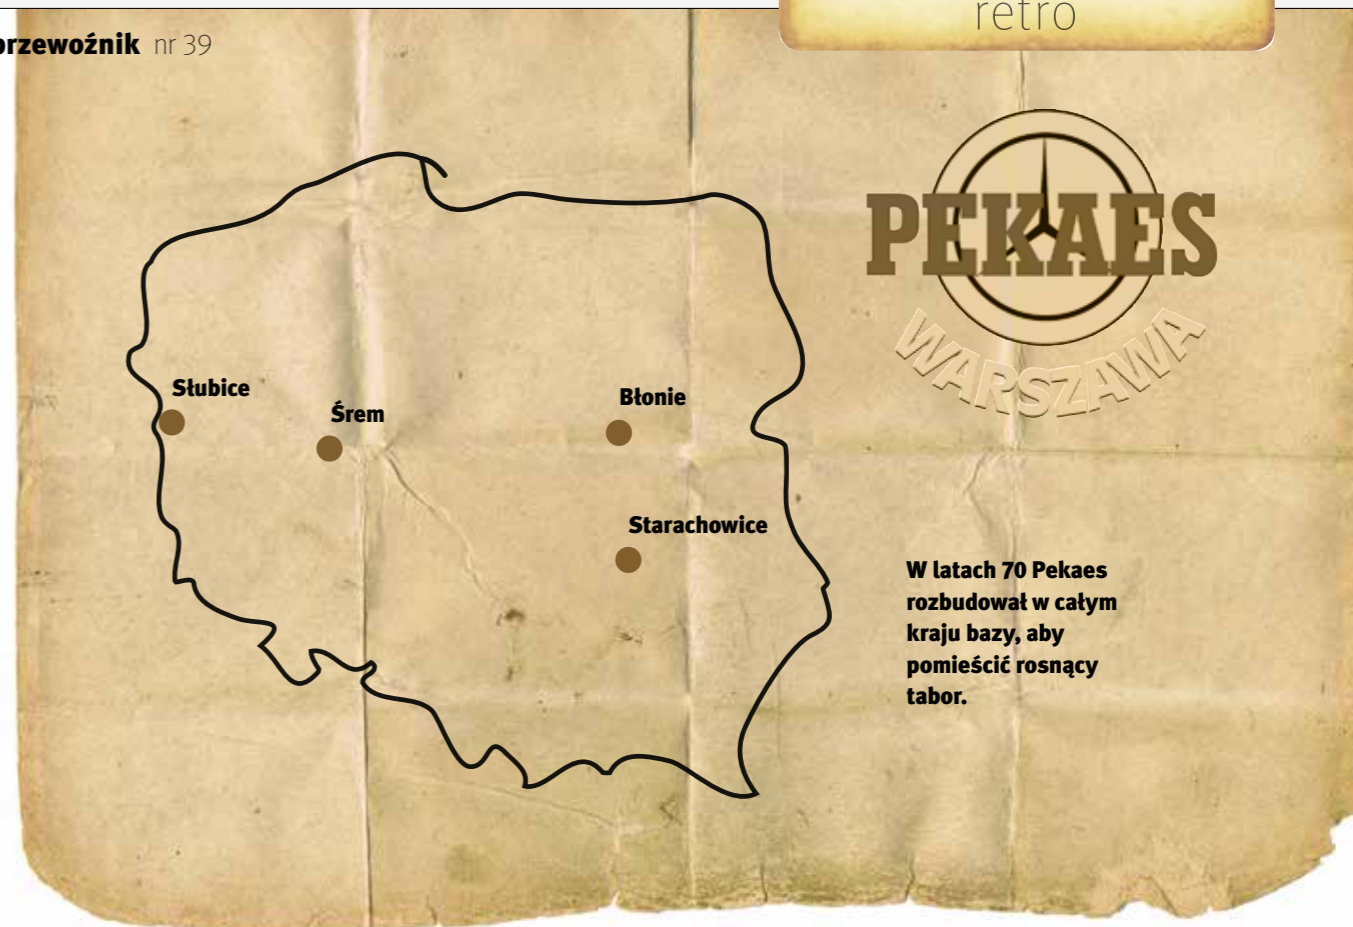 retro
przewoźnik nr 39
PEKAES
WARSZAWA
Słubice
Śrem
Błonie
Starachowice
W latach 70 Pekaes
rozbudował w całym
kraju bazy, aby
pomieścić rosnący
tabor.